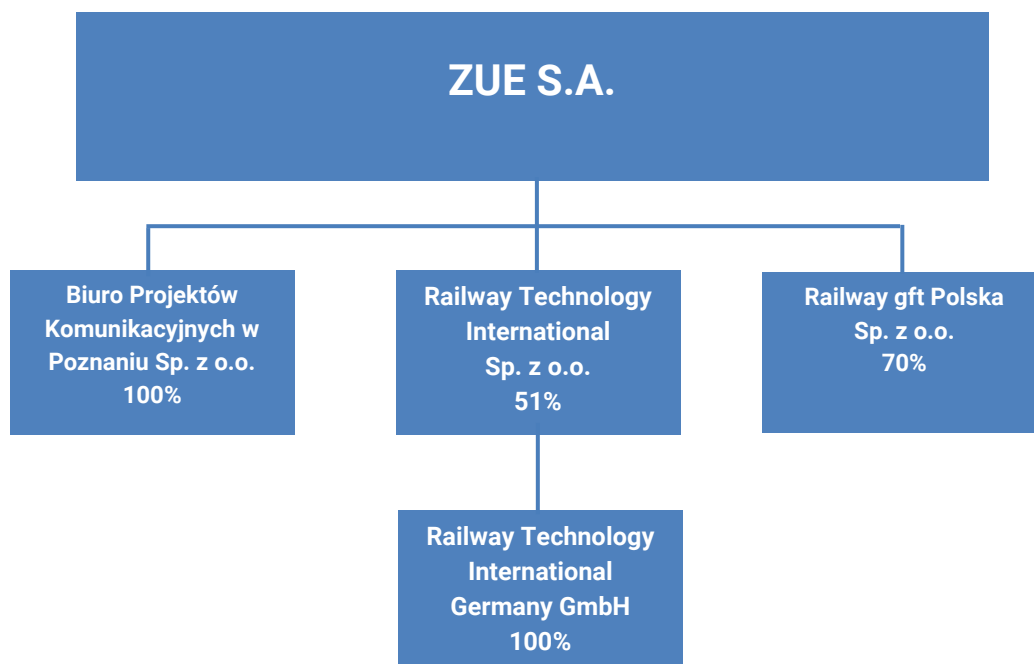 ZUE S.A.
Biuro Projektów
Komunikacyjnych w
Poznaniu Sp. z o.o.
100%
Railway Technology
International
Sp. z o.o.
51%
Railway gft Polska
Sp. z o.o.
70%
Railway Technology
International
Germany GmbH
100%